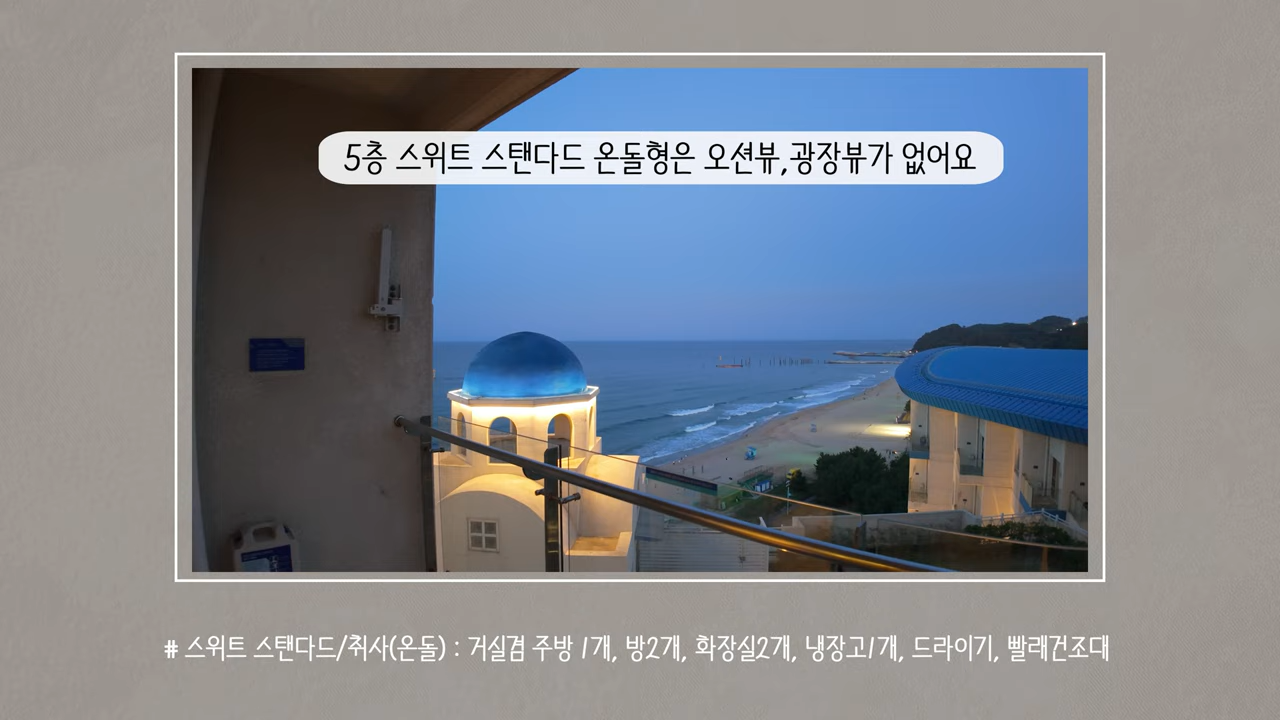 5층 스위트 스탠다드 온돌형은 오션뷰,광장뷰가 없어요
# 스위트 스탠다드/취사(온돌) : 거실겸 주방 1개, 방2개, 화장실2개, 냉장고1개, 드라이기, 빨래건조대